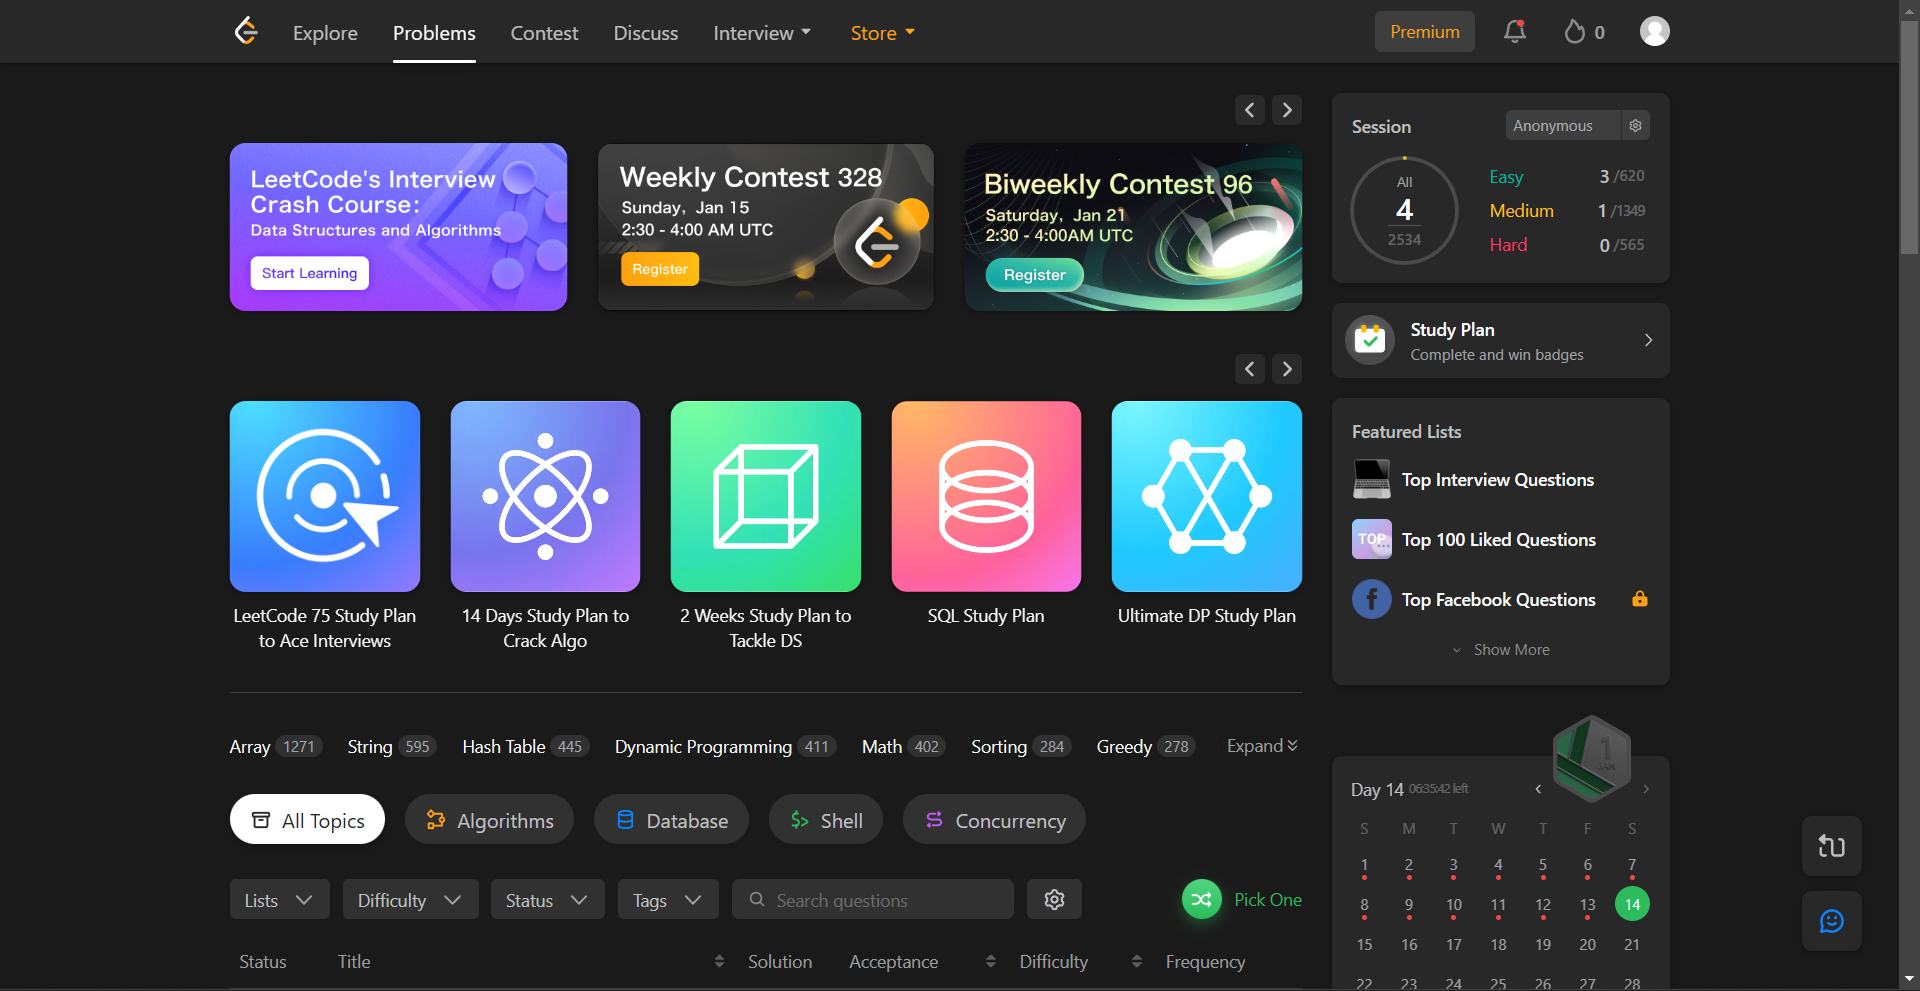 Explore
Problems
Contest
Discuss
Interview
Store
Premium
0
LeetCode's Interview
Crash Course:
Data Structures and Algorithms
Start Learning
Weekly Contest 328
Sunday, Jan 15
2:30 - 4:00 AM UTC
Register
Biweekly Contest 96
Saturday, Jan 21
2:30 - 4:00AM UTC
Register
Session
Anonymous
All
4
2534
Easy 3 /620
Medium 1 /1349
Hard 0 /565
Study Plan
Complete and win badges
LeetCode 75 Study Plan
to Ace Interviews
14 Days Study Plan to
Crack Algo
2 Weeks Study Plan to
Tackle DS
SQL Study Plan
Ultimate DP Study Plan
Featured Lists
Top Interview Questions
TOP
Top 100 Liked Questions
f
Top Facebook Questions
Show More
Array 1271
String 595
Hash Table 445
Dynamic Programming 411
Math 402
Sorting 284
Greedy 278
Expand
All Topics
Algorithms
Database
$> Shell
Concurrency
Lists
Difficulty
Status
Tags
Search questions
Pick One
Status Title Solution Acceptance Difficulty Frequency
1
JAN
Day 14 06:35:42 left
S M T W T F S
1 2 3 4 5 6 7
8 9 10 11 12 13 14
15 16 17 18 19 20 21
22 23 24 25 26 27 28